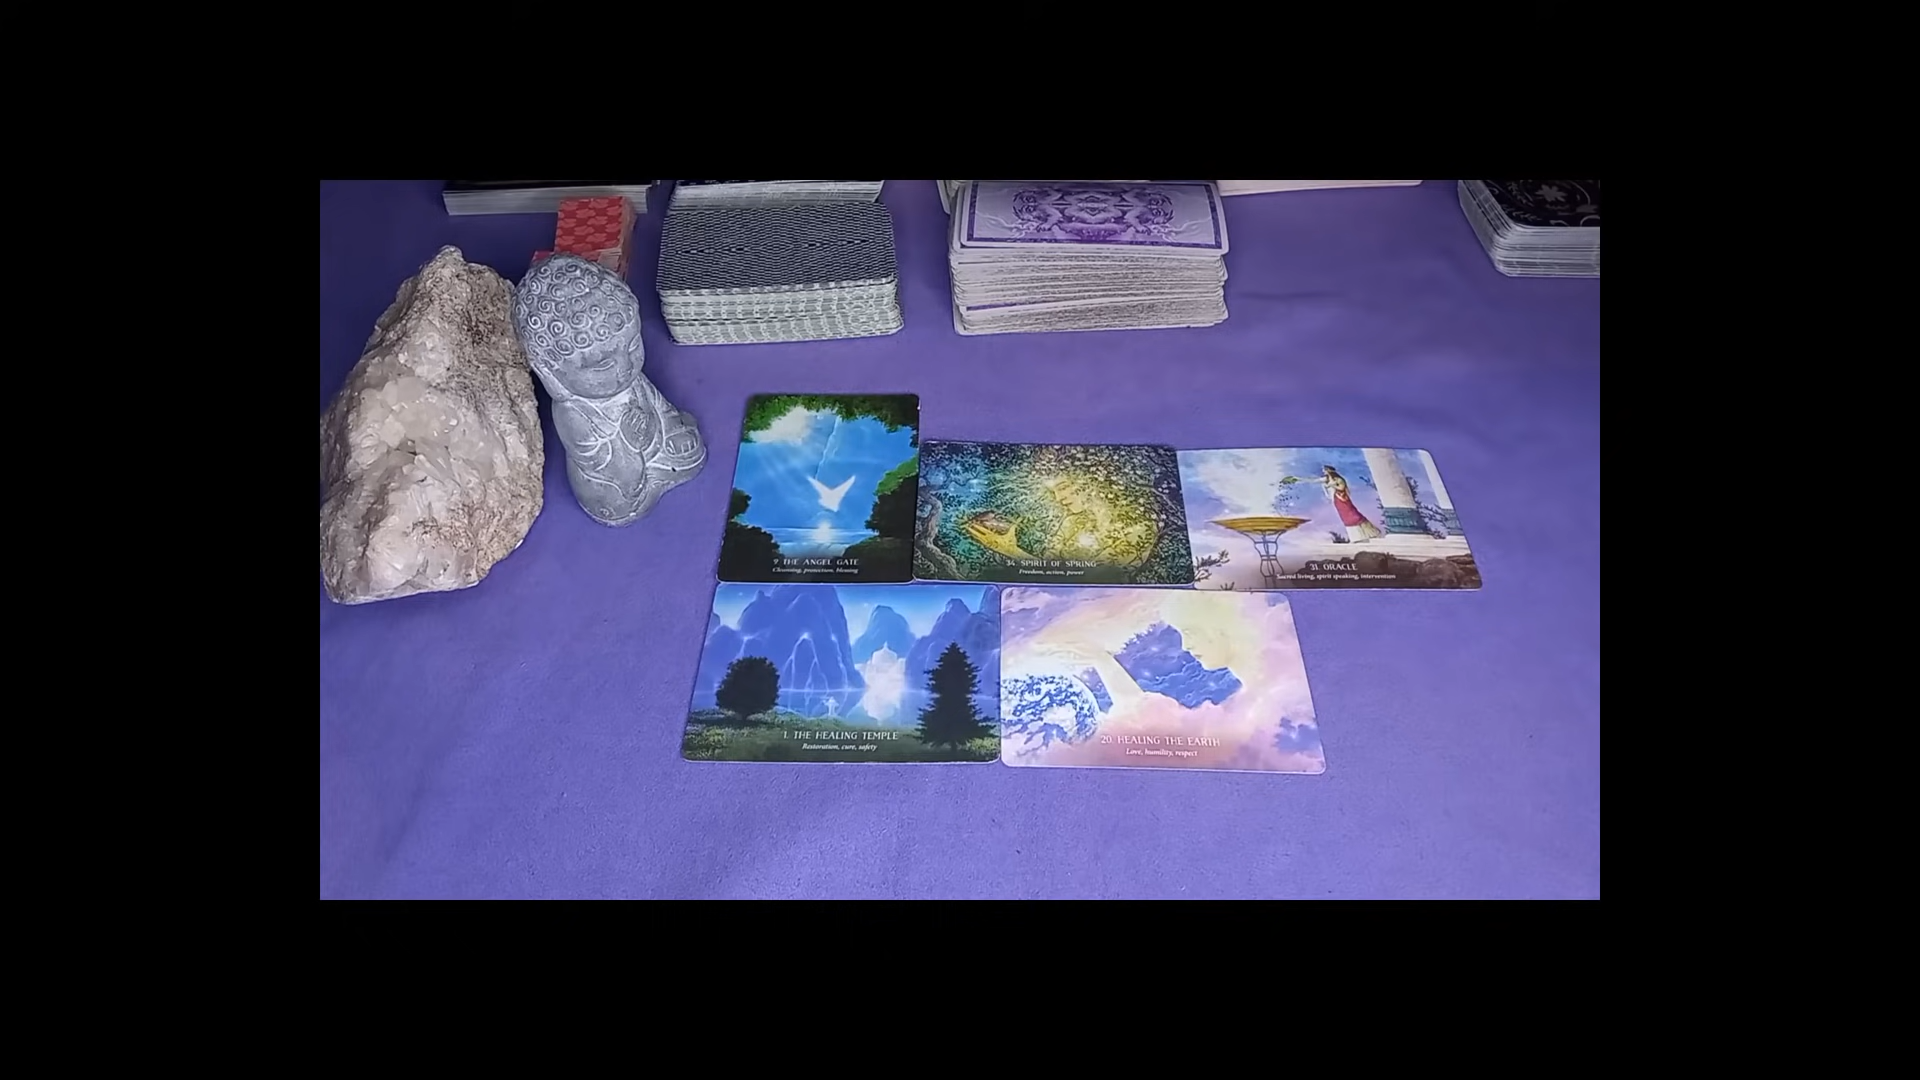 9 THE ANGEL GATE
Cleansing, protection, blessing
34. SPIRIT OF SPRING
Freedom, action, power
31. ORACLE
Sacred living, spirit speaking, intervention
1. THE HEALING TEMPLE
Restoration, cure, safety
20. HEALING THE EARTH
Love, humility, respect